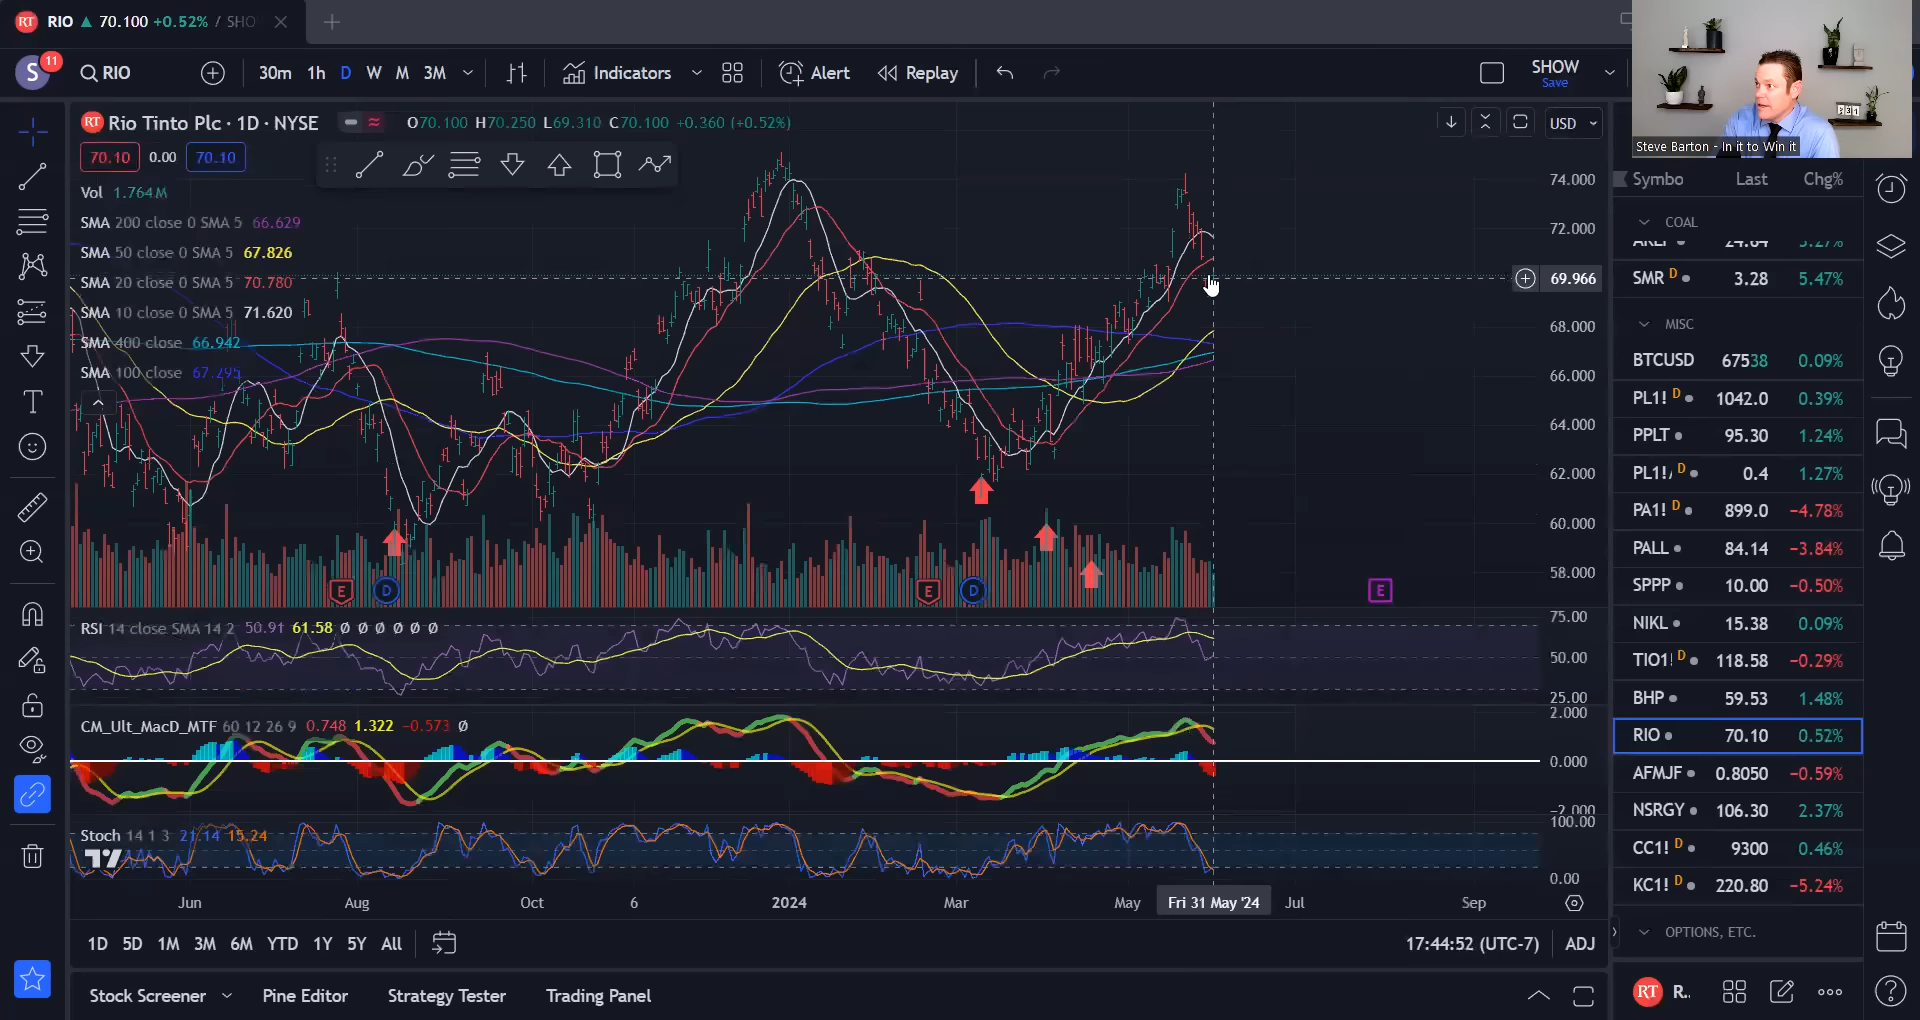 RT RIO ▲ 70.100 +0.52% / SHO
S 11 RIO 30m 1h D W M 3M Indicators Alert Replay SHOW Save
RT Rio Tinto Plc · 1D · NYSE O70.100 H70.250 L69.310 C70.100 +0.360 (+0.52%) USD
70.10 0.00 70.10
Vol 1.764M
SMA 200 close 0 SMA 5 66.629
SMA 50 close 0 SMA 5 67.826
SMA 20 close 0 SMA 5 70.780
SMA 10 close 0 SMA 5 71.620
SMA 400 close 66.942
SMA 100 close 67.295
74.000
72.000
69.966
68.000
66.000
64.000
62.000
60.000
58.000
E D E D E
RSI 14 close SMA 14 2 50.91 61.58 Ø Ø Ø Ø Ø Ø
75.00
50.00
25.00
CM_Ult_MacD_MTF 60 12 26 9 0.748 1.322 −0.573 Ø
2.000
0.000
−2.000
Stoch 14 1 3 21.14 15.24
100.00
0.00
Jun Aug Oct 6 2024 Mar May Fri 31 May '24 Jul Sep
1D 5D 1M 3M 6M YTD 1Y 5Y All 17:44:52 (UTC-7) ADJ
Stock Screener Pine Editor Strategy Tester Trading Panel
Steve Barton - In it to Win it
Symbo Last Chg%
COAL
SMR D 3.28 5.47%
MISC
BTCUSD 67538 0.09%
PL1! D 1042.0 0.39%
PPLT 95.30 1.24%
PL1!/ D 0.4 1.27%
PA1! D 899.0 −4.78%
PALL 84.14 −3.84%
SPPP 10.00 −0.50%
NIKL 15.38 0.09%
TIO1! D 118.58 −0.29%
BHP 59.53 1.48%
RIO 70.10 0.52%
AFMJF 0.8050 −0.59%
NSRGY 106.30 2.37%
CC1! D 9300 0.46%
KC1! D 220.80 −5.24%
OPTIONS, ETC.
RT R..